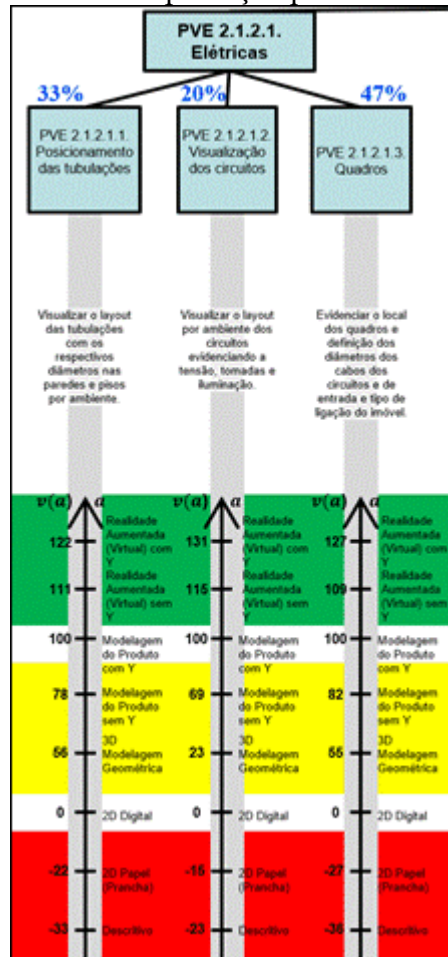 PVE 2.1.2.1.
Elétricas
33%
20%
47%
PVE 2.1.2.1.1.
Posicionamento
das tubulações
PVE 2.1.2.1.2.
Visualização
dos circuitos
PVE 2.1.2.1.3.
Quadros
Visualizar o layout
das tubulações
com os
respectivos
diâmetros nas
paredes e pisos
por ambiente.
Visualizar o layout
por ambiente dos
circuitos
evidenciando a
tensão, tomadas e
iluminação.
Evidenciar o local
dos quadros e
definição dos
diâmetros dos
cabos dos
circuitos e de
entrada e tipo de
ligação do imóvel.
v(a) a
Realidade
Aumentada
122 (Virtual) com
Y
Realidade
111 Aumentada
(Virtual) sem
Y
100 Modelagem
do Produto
com Y
78 Modelagem
do Produto
sem Y
3D
56 Modelagem
Geométrica
0 2D Digital
-22 2D Papel
(Prancha)
-33 Descritivo
v(a) a
Realidade
Aumentada
131 (Virtual) com
Y
Realidade
115 Aumentada
(Virtual) sem
Y
100 Modelagem
do Produto
com Y
69 Modelagem
do Produto
sem Y
3D
23 Modelagem
Geométrica
0 2D Digital
-15 2D Papel
(Prancha)
-23 Descritivo
v(a) a
Realidade
Aumentada
127 (Virtual) com
Y
Realidade
109 Aumentada
(Virtual) sem
Y
100 Modelagem
do Produto
com Y
82 Modelagem
do Produto
sem Y
3D
55 Modelagem
Geométrica
0 2D Digital
-27 2D Papel
(Prancha)
-36 Descritivo